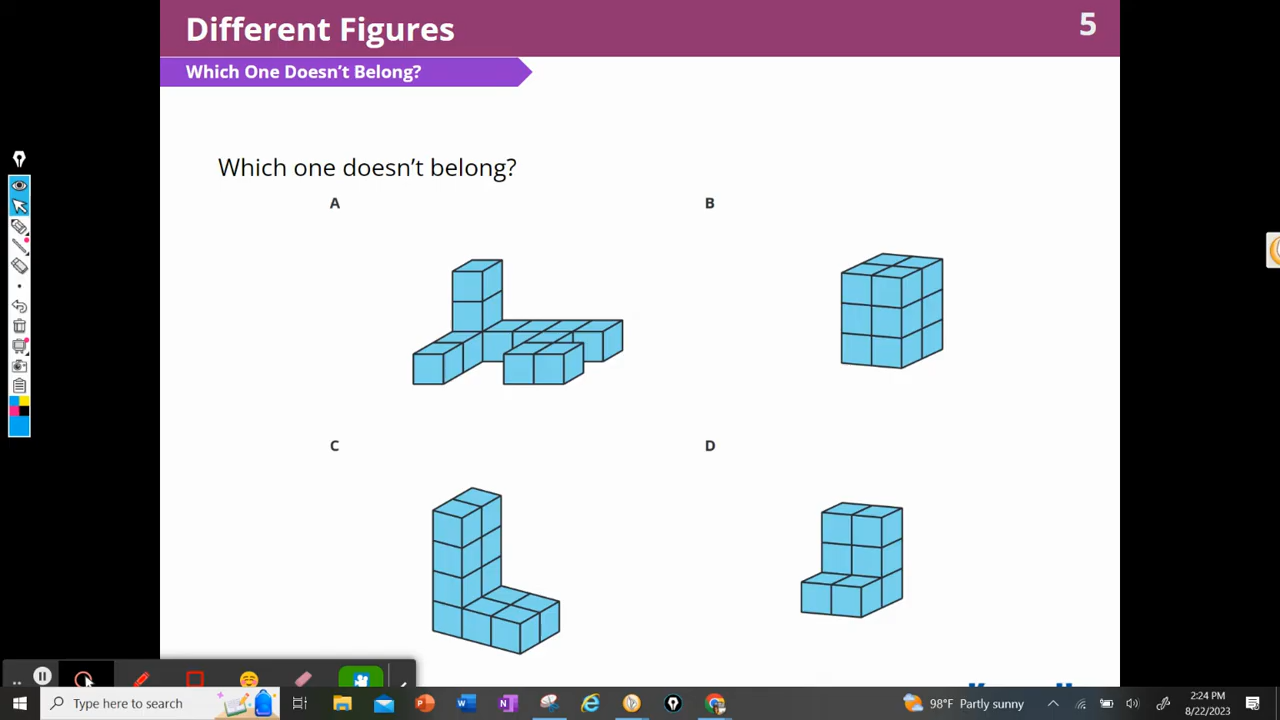 Different Figures
5
Which One Doesn't Belong?
Which one doesn't belong?
A
B
C
D
Type here to search
98°F Partly sunny
2:24 PM
8/22/2023